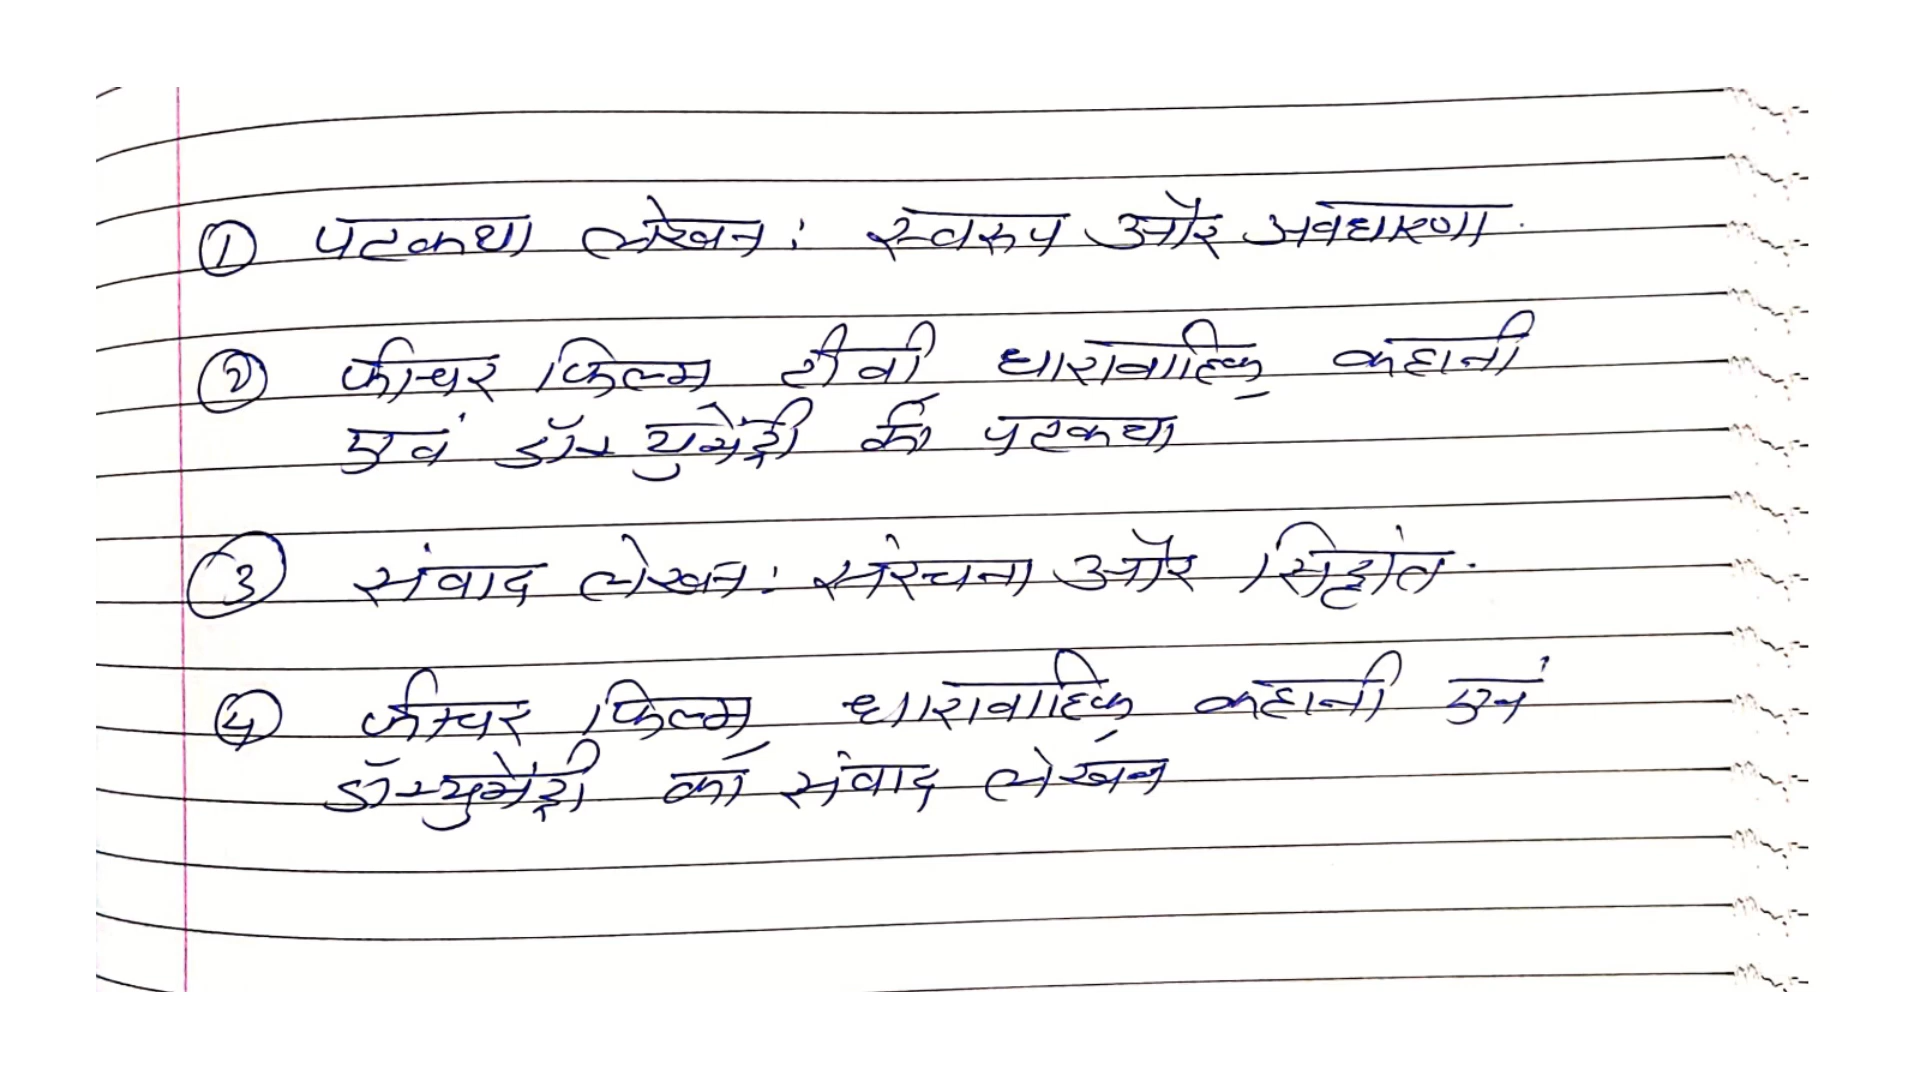 ① पटकथा लेखन : स्वरूप और अवधारणा.
② फीचर फिल्म टीवी धारावाहिक कहानी
एवं डॉक्युमेंट्री की पटकथा
③ संवाद लेखन : संरचना और सिद्धांत.
④ फीचर फिल्म धारावाहिक कहानी एवं
डॉक्युमेंट्री का संवाद लेखन